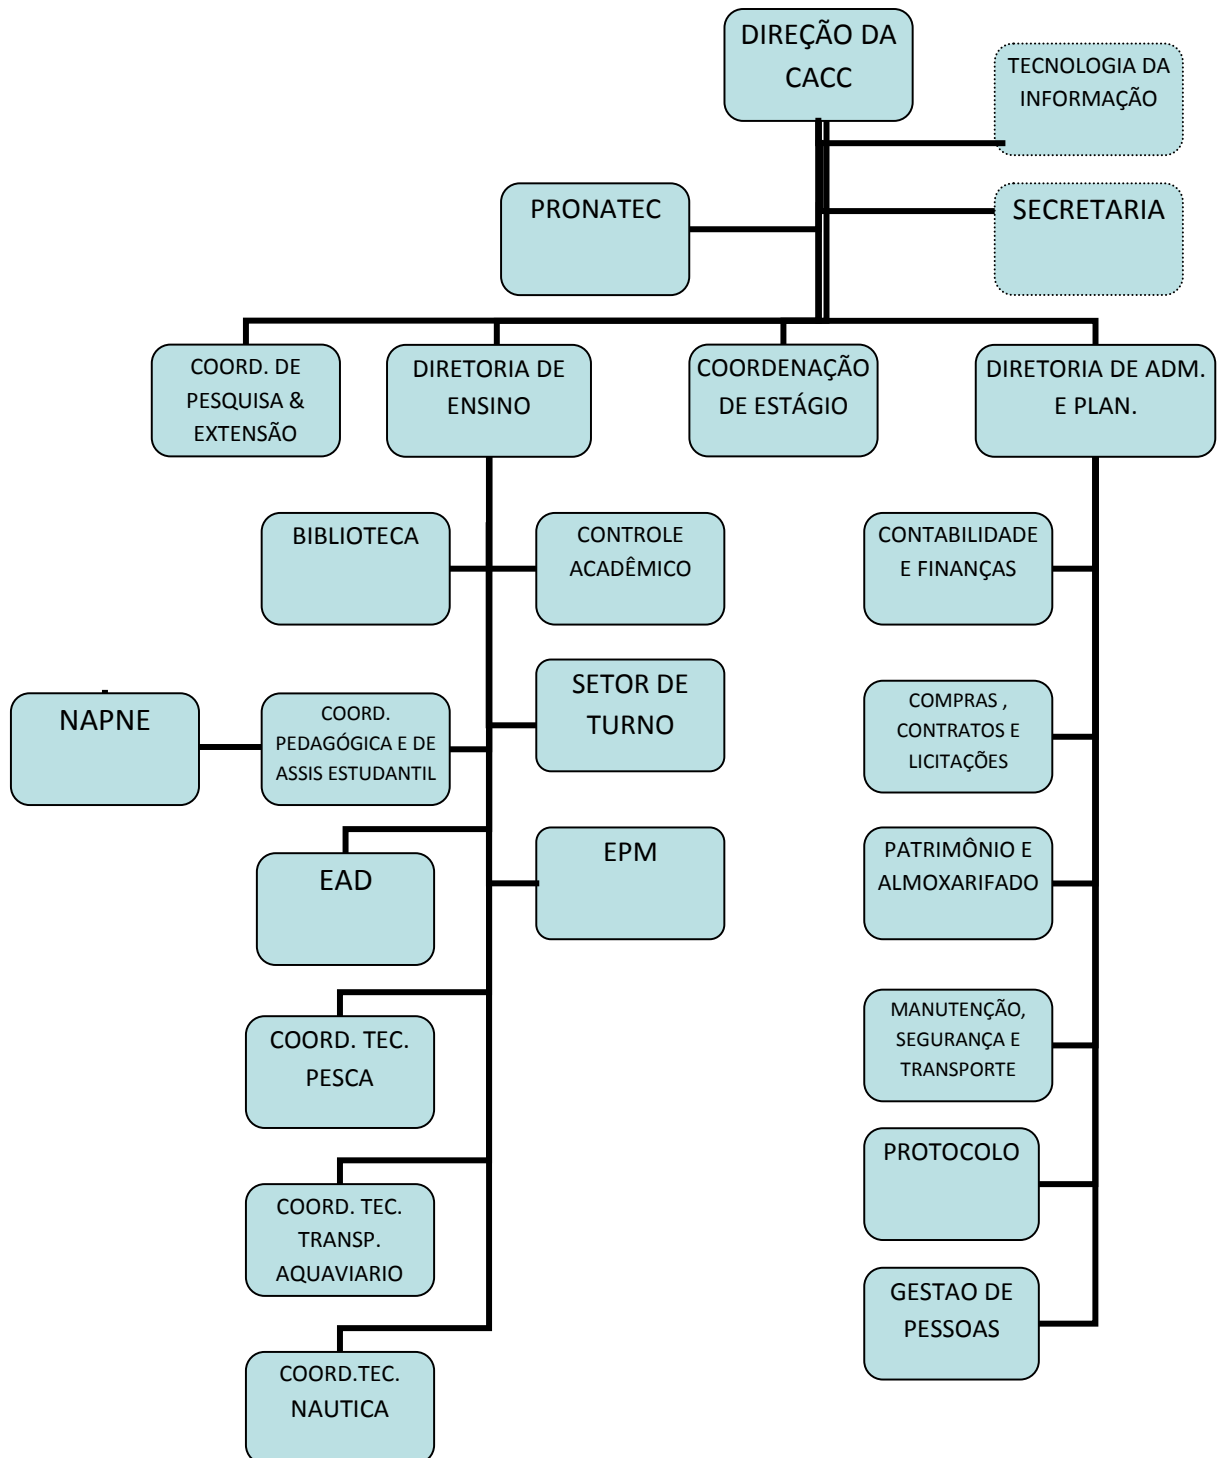 DIREÇÃO DA
CACC
TECNOLOGIA DA
INFORMAÇÃO
PRONATEC
SECRETARIA
COORD. DE
PESQUISA &
EXTENSÃO
DIRETORIA DE
ENSINO
COORDENAÇÃO
DE ESTÁGIO
DIRETORIA DE ADM.
E PLAN.
BIBLIOTECA
CONTROLE
ACADÊMICO
CONTABILIDADE
E FINANÇAS
NAPNE
COORD.
PEDAGÓGICA E DE
ASSIS ESTUDANTIL
SETOR DE
TURNO
COMPRAS ,
CONTRATOS E
LICITAÇÕES
EAD
EPM
PATRIMÔNIO E
ALMOXARIFADO
COORD. TEC.
PESCA
MANUTENÇÃO,
SEGURANÇA E
TRANSPORTE
PROTOCOLO
COORD. TEC.
TRANSP.
AQUAVIARIO
GESTAO DE
PESSOAS
COORD.TEC.
NAUTICA